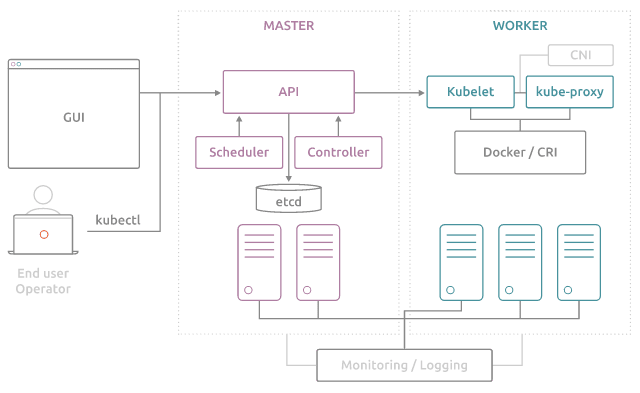 MASTER
WORKER
CNI
GUI
API
Kubelet
kube-proxy
Scheduler
Controller
Docker / CRI
etcd
kubectl
End user
Operator
Monitoring / Logging